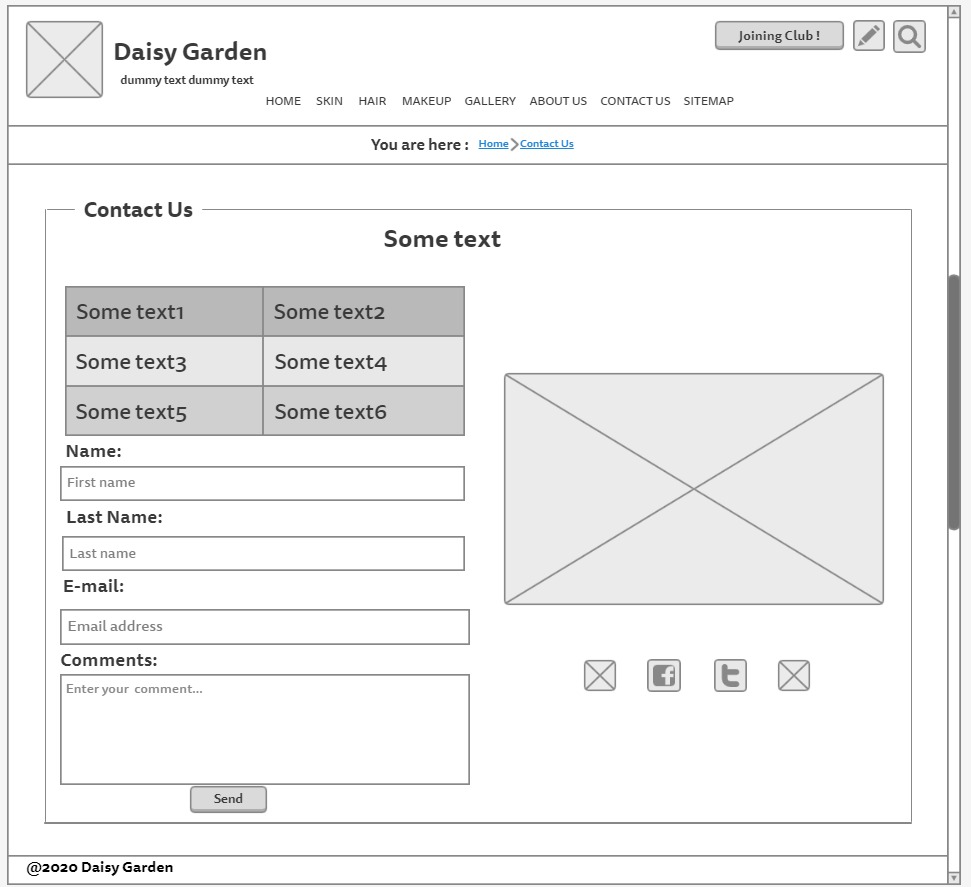 Daisy Garden
Joining Club !
dummy text dummy text
HOME SKIN HAIR MAKEUP GALLERY ABOUT US CONTACT US SITEMAP
You are here : Home Contact Us
Contact Us
Some text
Some text1 Some text2
Some text3 Some text4
Some text5 Some text6
Name:
First name
Last Name:
Last name
E-mail:
Email address
Comments:
Enter your comment...
Send
@2020 Daisy Garden